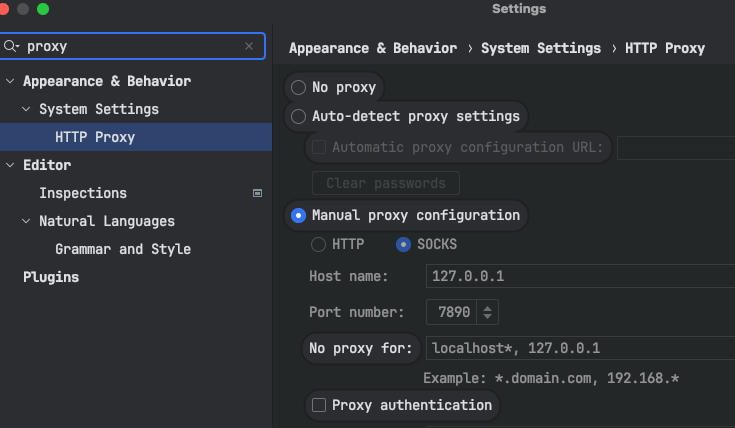 Settings
proxy
Appearance & Behavior
System Settings
HTTP Proxy
Editor
Inspections
Natural Languages
Grammar and Style
Plugins
Appearance & Behavior › System Settings › HTTP Proxy
No proxy
Auto-detect proxy settings
Automatic proxy configuration URL:
Clear passwords
Manual proxy configuration
HTTP SOCKS
Host name: 127.0.0.1
Port number: 7890
No proxy for: localhost*, 127.0.0.1
Example: *.domain.com, 192.168.*
Proxy authentication